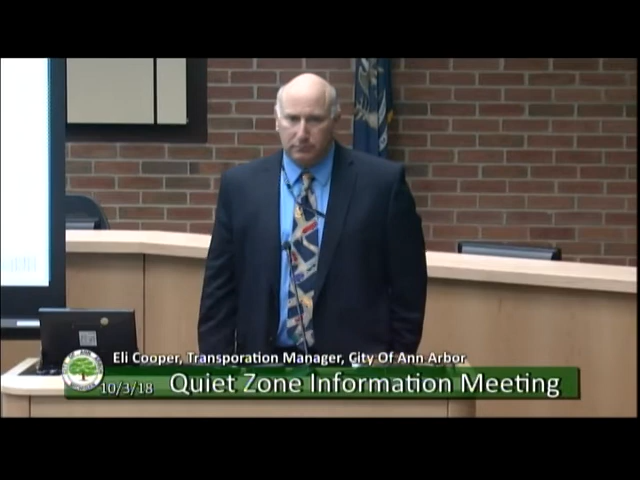 Eli Cooper, Transporation Manager, City Of Ann Arbor
10/3/18 Quiet Zone Information Meeting